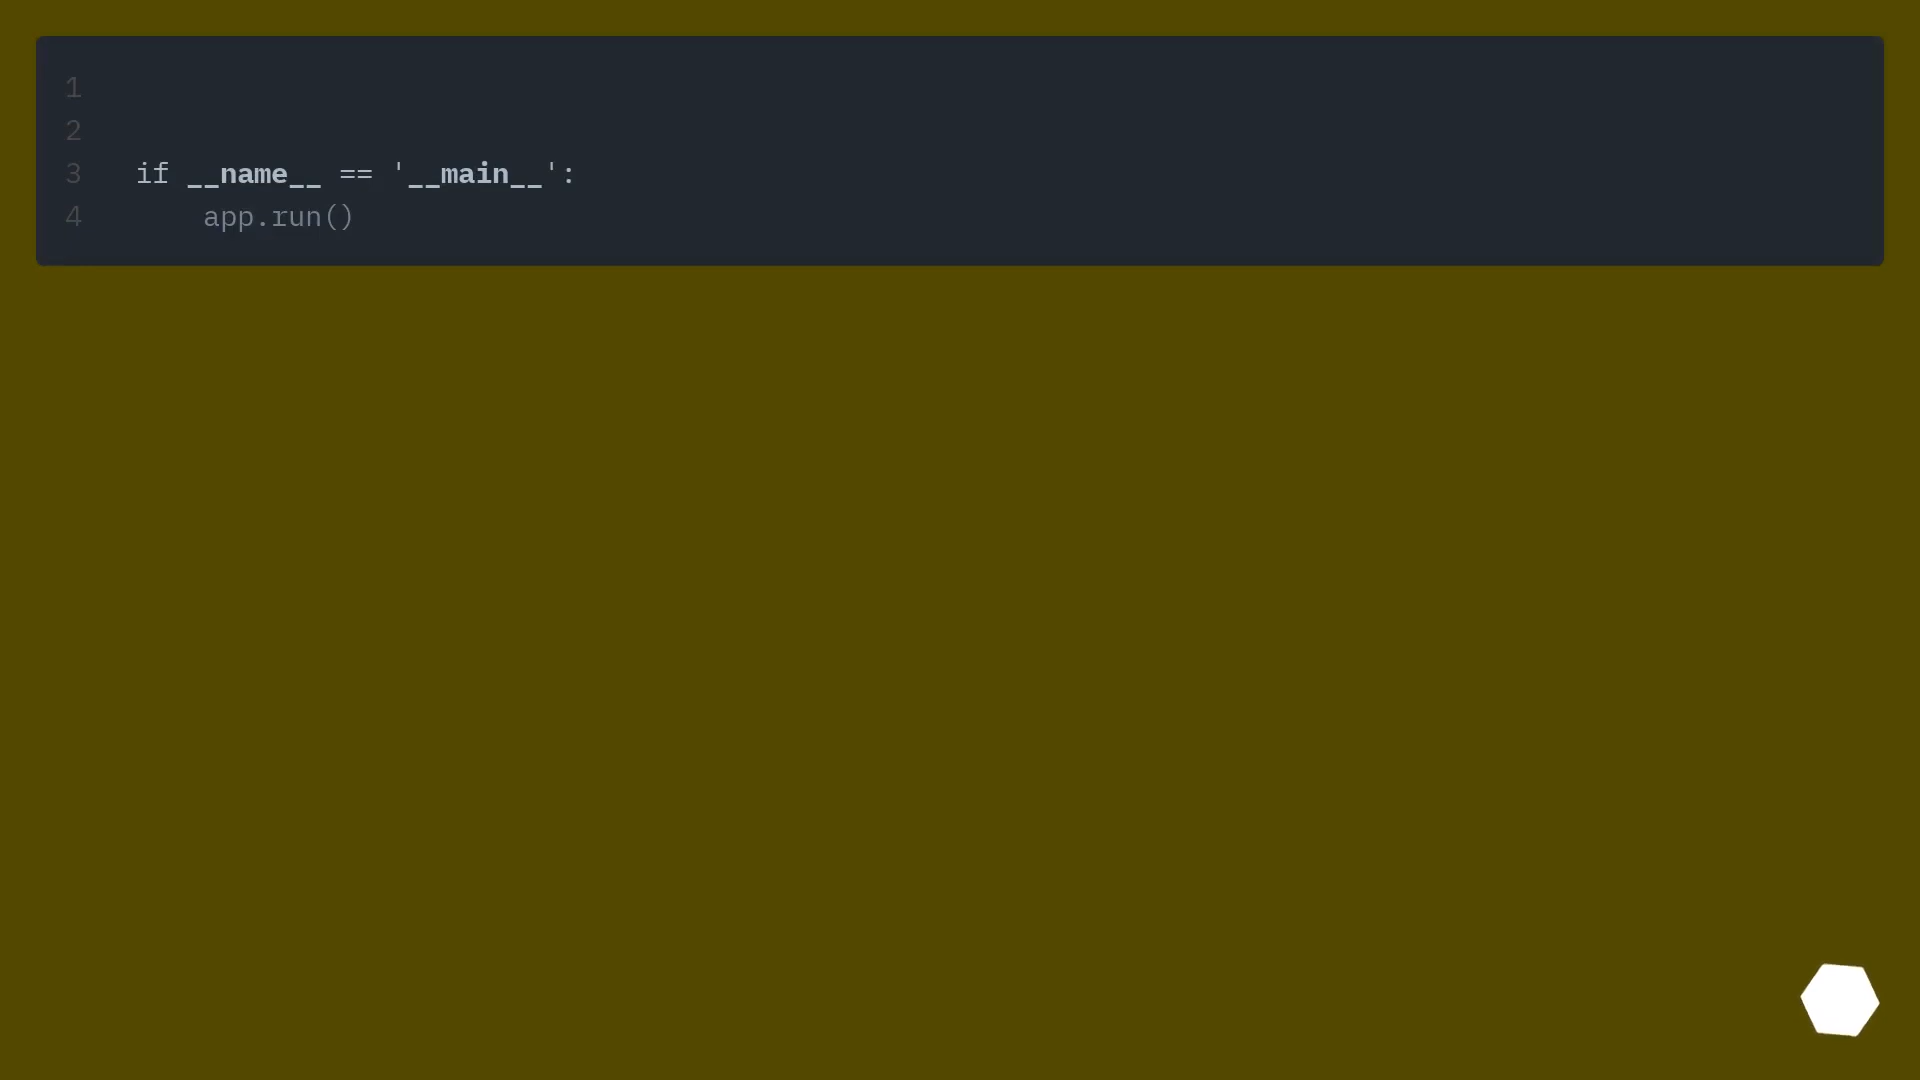 1
2
3 if __name__ == '__main__':
4     app.run()